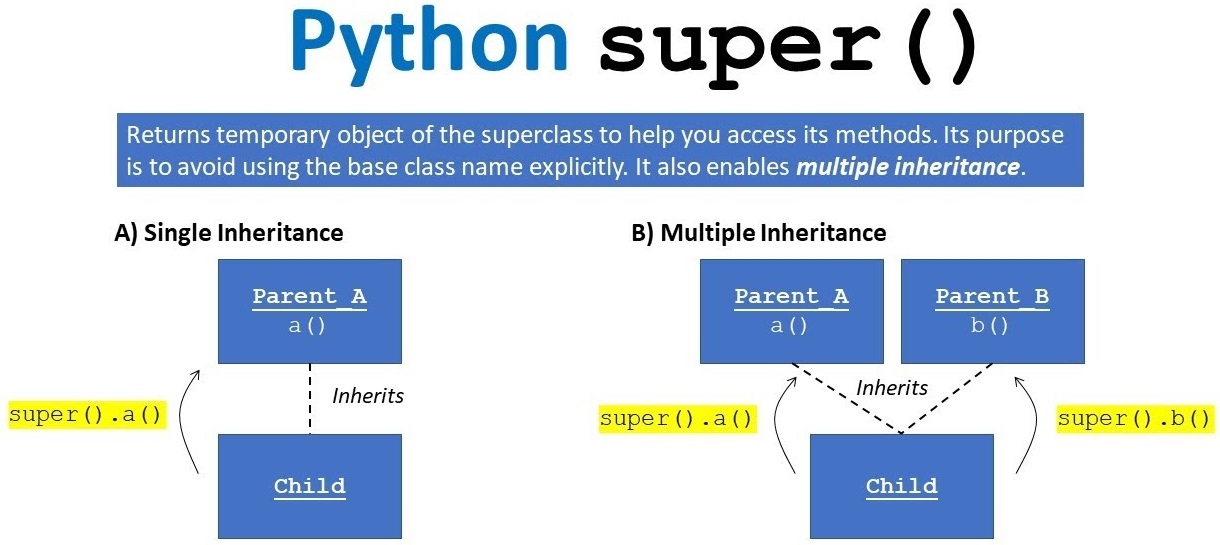 Python super()
Returns temporary object of the superclass to help you access its methods. Its purpose
is to avoid using the base class name explicitly. It also enables multiple inheritance.
A) Single Inheritance
Parent_A
a()
Inherits
super().a()
Child
B) Multiple Inheritance
Parent_A
a()
Parent_B
b()
Inherits
super().a()
super().b()
Child